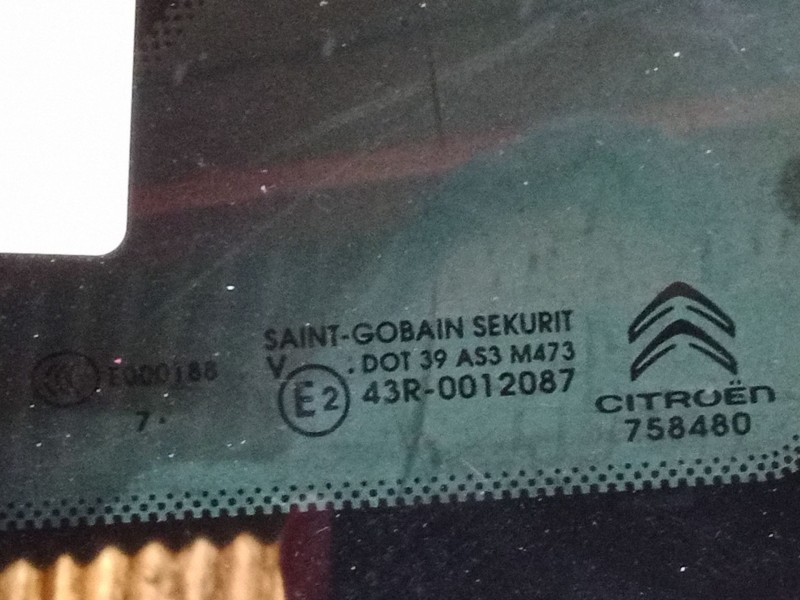 SAINT-GOBAIN SEKURIT
V . DOT 39 AS3 M473
E2 43R-0012087
E000188
7.
CITROËN
758480